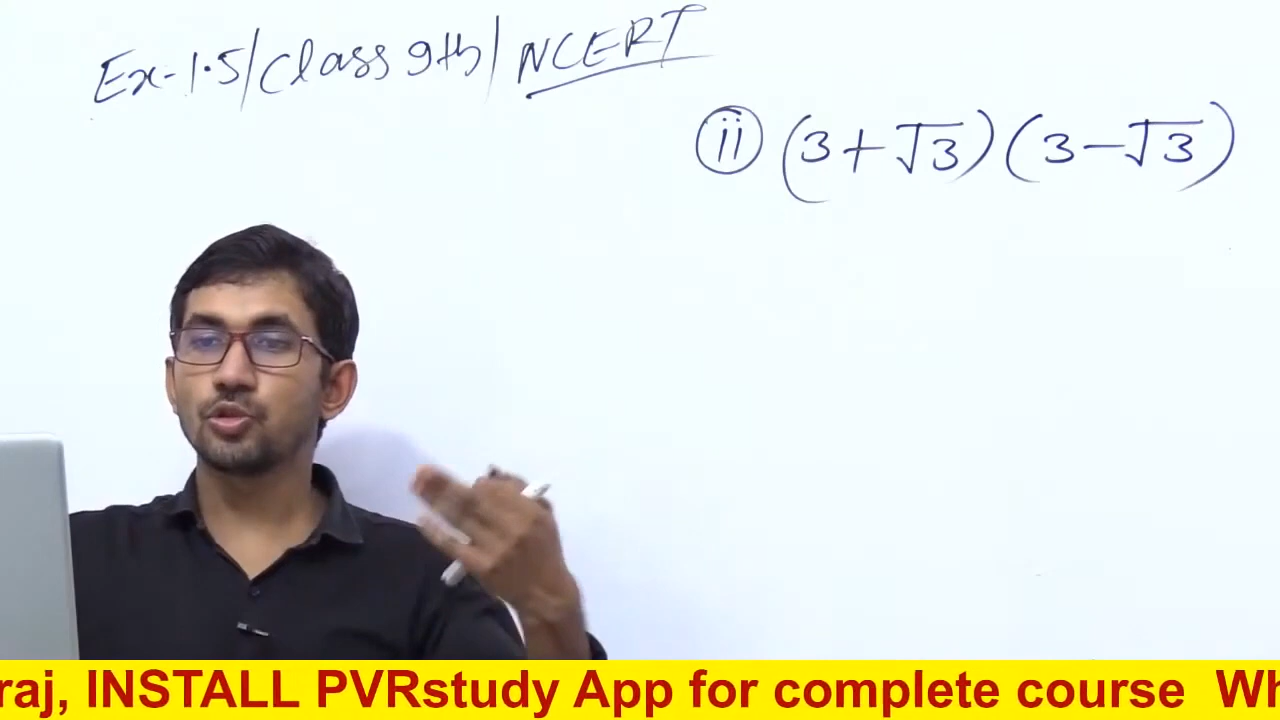 Ex-1.5/Class 9th/NCERT
ii (3+√3)(3-√3)
raj, INSTALL PVRstudy App for complete course Wh